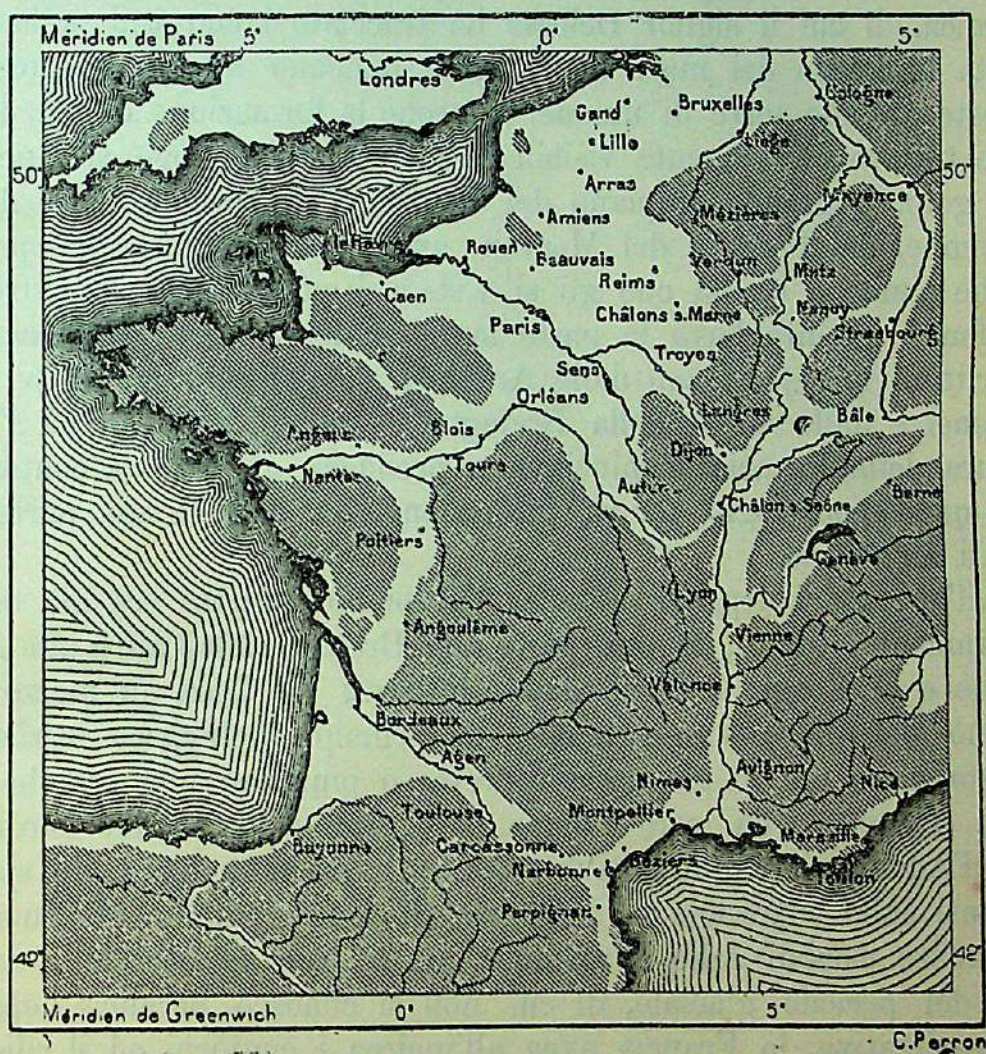 Méridien de Paris
5° 0° 5°
Londres
Cologne
Gand
Bruxelles
Lille
Liège
50°
50°
Arras
Mayence
Amiens
Mézières
le Havre
Rouen
Beauvais
Verdun
Metz
Reims
Caen
Châlons s. Marne
Nancy
Paris
Strasbourg
Troyes
Sens
Orléans
Langres
Bâle
Angers
Blois
Dijon
Nantes
Tours
Autun
Berne
Châlon s. Saône
Poitiers
Genève
Lyon
Angoulême
Vienne
Valence
Bordeaux
Agen
Avignon
Nimes
Nice
Toulouse
Montpellier
Marseille
Bayonne
Carcassonne
Béziers
Narbonne
Toulon
Perpignan
42°
42°
Méridien de Greenwich
0° 5°
C. Perron